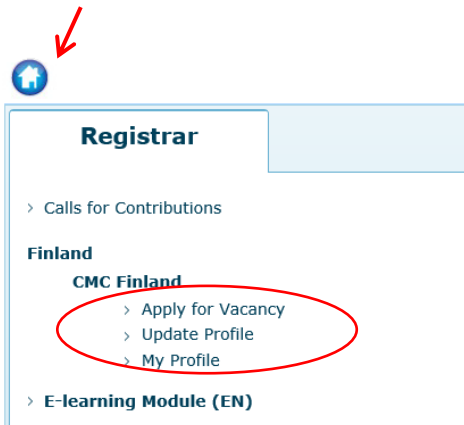 Registrar
> Calls for Contributions
Finland
CMC Finland
> Apply for Vacancy
> Update Profile
> My Profile
> E-learning Module (EN)